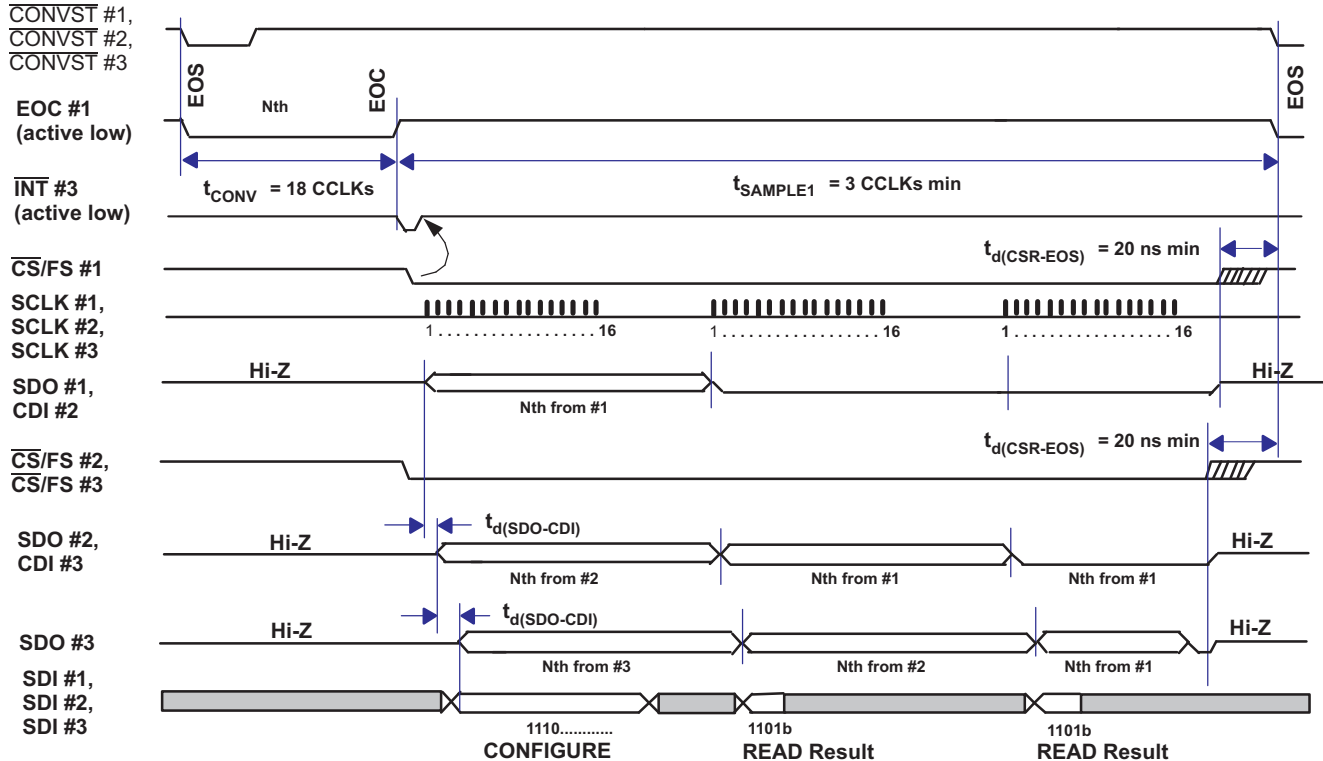 CONVST #1,
CONVST #2,
CONVST #3
EOS
EOC
EOS
Nth
EOC #1
(active low)
tCONV = 18 CCLKs
tSAMPLE1 = 3 CCLKs min
INT #3
(active low)
td(CSR-EOS) = 20 ns min
CS/FS #1
SCLK #1,
SCLK #2,
SCLK #3
1 . . . . . . . . . . . . . . . . . . 16
1 . . . . . . . . . . . . . . . . . . 16
1 . . . . . . . . . . . . . . . . . . 16
Hi-Z
Hi-Z
SDO #1,
CDI #2
Nth from #1
td(CSR-EOS) = 20 ns min
CS/FS #2,
CS/FS #3
td(SDO-CDI)
SDO #2,
CDI #3
Hi-Z
Hi-Z
Nth from #2
Nth from #1
Nth from #1
td(SDO-CDI)
Hi-Z
Hi-Z
SDO #3
Nth from #3
Nth from #2
Nth from #1
SDI #1,
SDI #2,
SDI #3
1110............
CONFIGURE
1101b
READ Result
1101b
READ Result